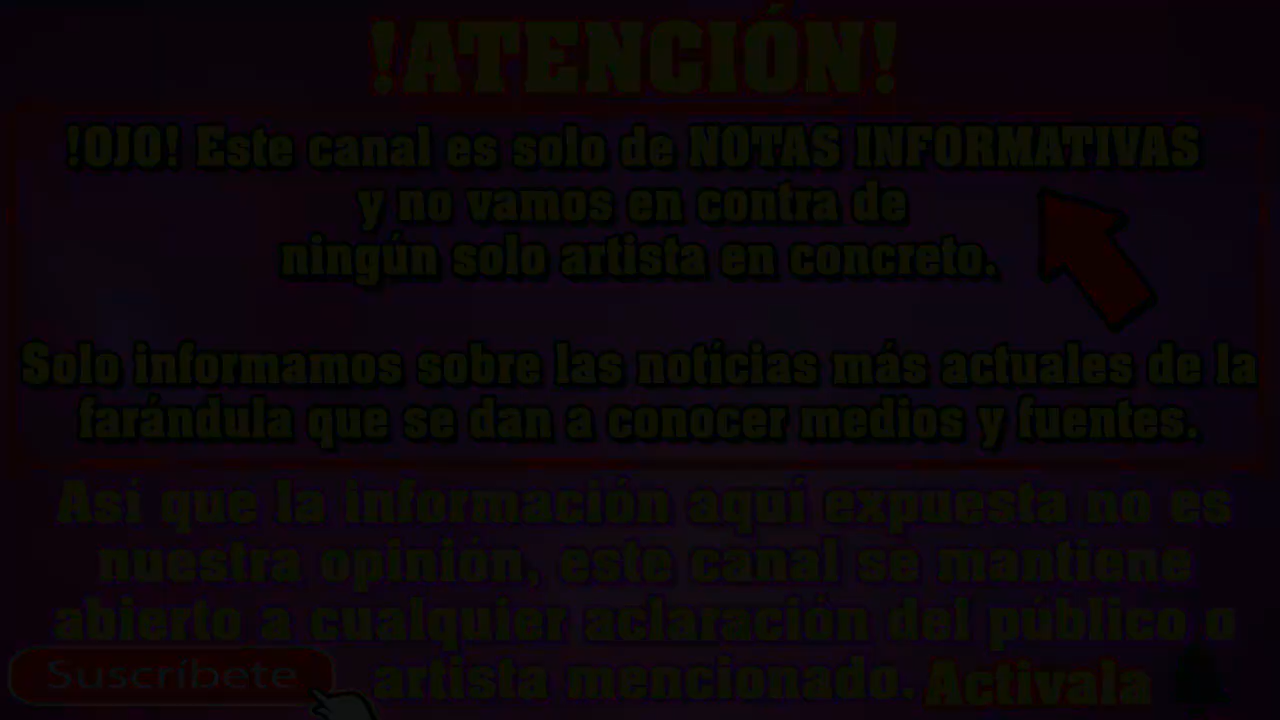 !ATENCIÓN!
!OJO! Este canal es solo de NOTAS INFORMATIVAS
y no vamos en contra de
ningún solo artista en concreto.
Solo informamos sobre las noticias más actuales de la
farándula que se dan a conocer medios y fuentes.
Así que la información aquí expuesta no es
nuestra opinión, este canal se mantiene
abierto a cualquier aclaración del público o
artista mencionado. Activala
Suscríbete